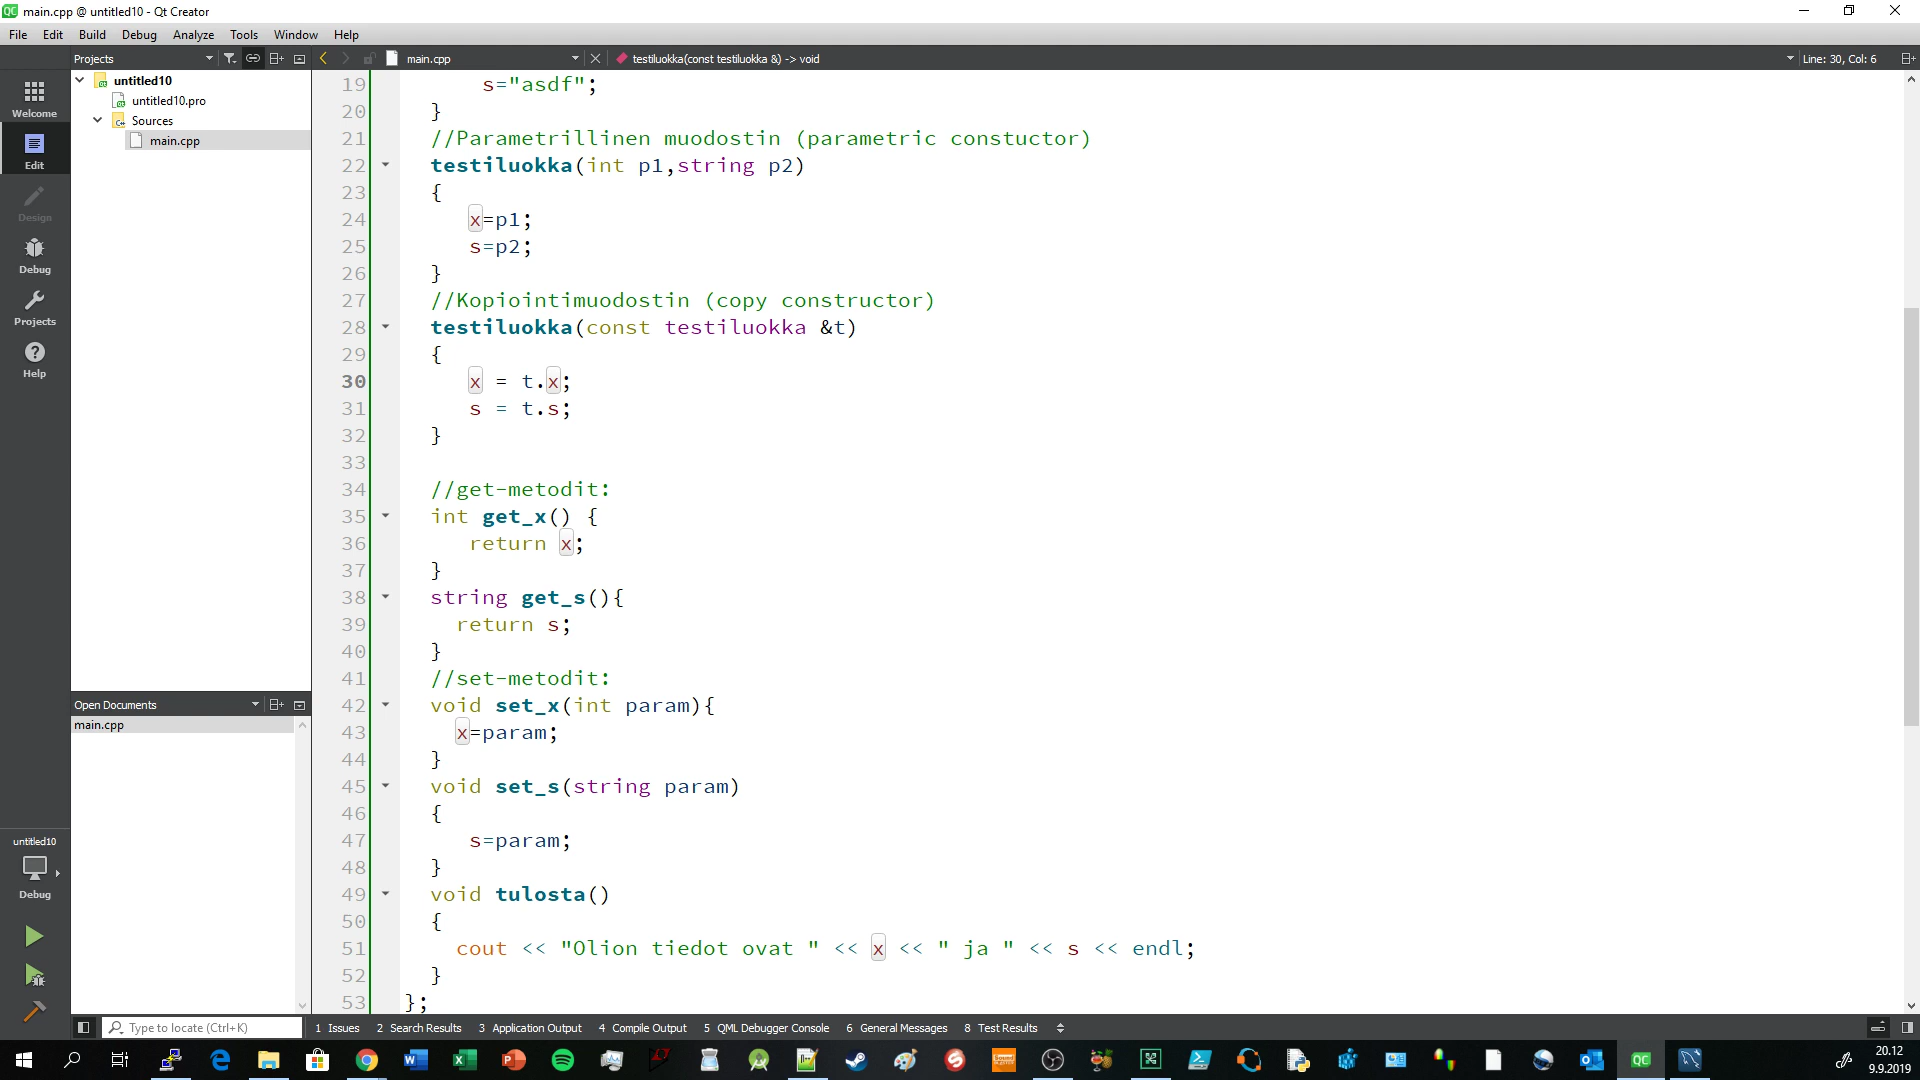 main.cpp @ untitled10 - Qt Creator
File Edit Build Debug Analyze Tools Window Help
Projects main.cpp testiluokka(const testiluokka &) -> void Line: 30, Col: 6
Welcome
Edit
Design
Debug
Projects
Help
untitled10
untitled10.pro
Sources
main.cpp
19 s="asdf";
20 }
21 //Parametrillinen muodostin (parametric constuctor)
22 testiluokka(int p1,string p2)
23 {
24 x=p1;
25 s=p2;
26 }
27 //Kopiointimuodostin (copy constructor)
28 testiluokka(const testiluokka &t)
29 {
30 x = t.x;
31 s = t.s;
32 }
33
34 //get-metodit:
35 int get_x() {
36 return x;
37 }
38 string get_s(){
39 return s;
40 }
41 //set-metodit:
42 void set_x(int param){
43 x=param;
44 }
45 void set_s(string param)
46 {
47 s=param;
48 }
49 void tulosta()
50 {
51 cout << "Olion tiedot ovat " << x << " ja " << s << endl;
52 }
53 };
Open Documents
main.cpp
untitled10
Debug
Type to locate (Ctrl+K) 1 Issues 2 Search Results 3 Application Output 4 Compile Output 5 QML Debugger Console 6 General Messages 8 Test Results
20.12
9.9.2019